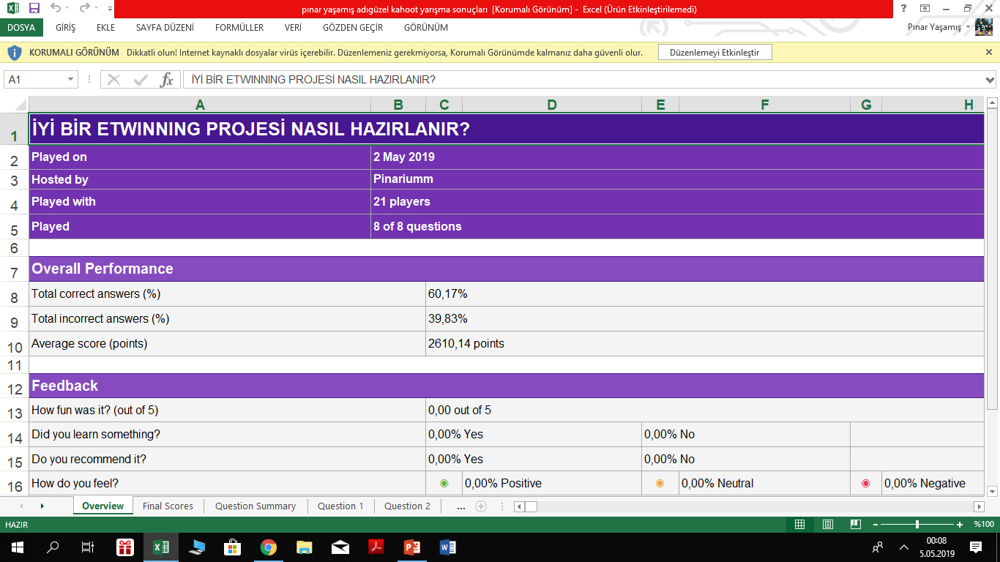 pınar yaşamış adıgüzel kahoot yarışma sonuçları [Korumalı Görünüm] - Excel (Ürün Etkinleştirilemedi)
DOSYA GİRİŞ EKLE SAYFA DÜZENİ FORMÜLLER VERİ GÖZDEN GEÇİR GÖRÜNÜM Pınar Yaşamış
KORUMALI GÖRÜNÜM Dikkatli olun! Internet kaynaklı dosyalar virüs içerebilir. Düzenlemeniz gerekmiyorsa, Korumalı Görünümde kalmanız daha güvenli olur. Düzenlemeyi Etkinleştir
A1 fx İYİ BİR ETWINNING PROJESİ NASIL HAZIRLANIR?
A B C D E F G H
1 İYİ BİR ETWINNING PROJESİ NASIL HAZIRLANIR?
2 Played on 2 May 2019
3 Hosted by Pinariumm
4 Played with 21 players
5 Played 8 of 8 questions
6
7 Overall Performance
8 Total correct answers (%) 60,17%
9 Total incorrect answers (%) 39,83%
10 Average score (points) 2610,14 points
11
12 Feedback
13 How fun was it? (out of 5) 0,00 out of 5
14 Did you learn something? 0,00% Yes 0,00% No
15 Do you recommend it? 0,00% Yes 0,00% No
16 How do you feel? 0,00% Positive 0,00% Neutral 0,00% Negative
Overview Final Scores Question Summary Question 1 Question 2 ...
HAZIR %100
00:08
5.05.2019